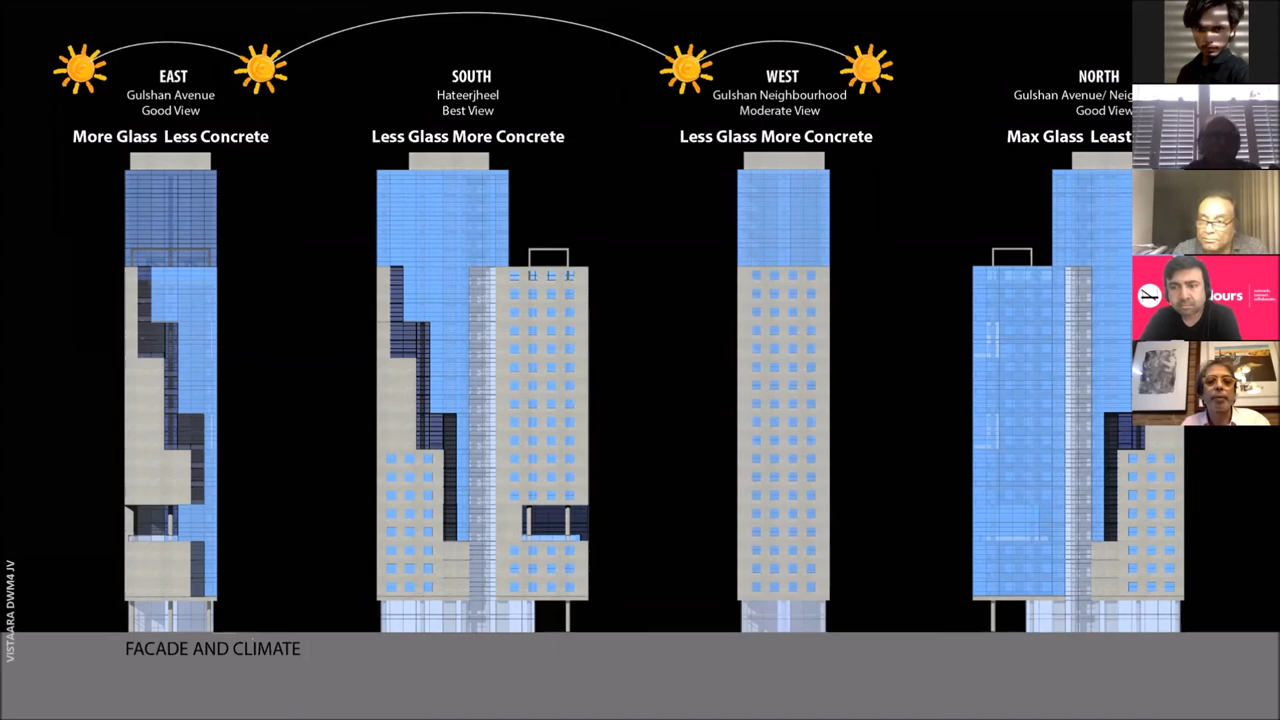 EAST
Gulshan Avenue
Good View
More Glass Less Concrete
SOUTH
Hateerjheel
Best View
Less Glass More Concrete
WEST
Gulshan Neighbourhood
Moderate View
Less Glass More Concrete
NORTH
Gulshan Avenue/ Neig
Good View
Max Glass Least
lours
VISTAARA DWM4 JV
FACADE AND CLIMATE